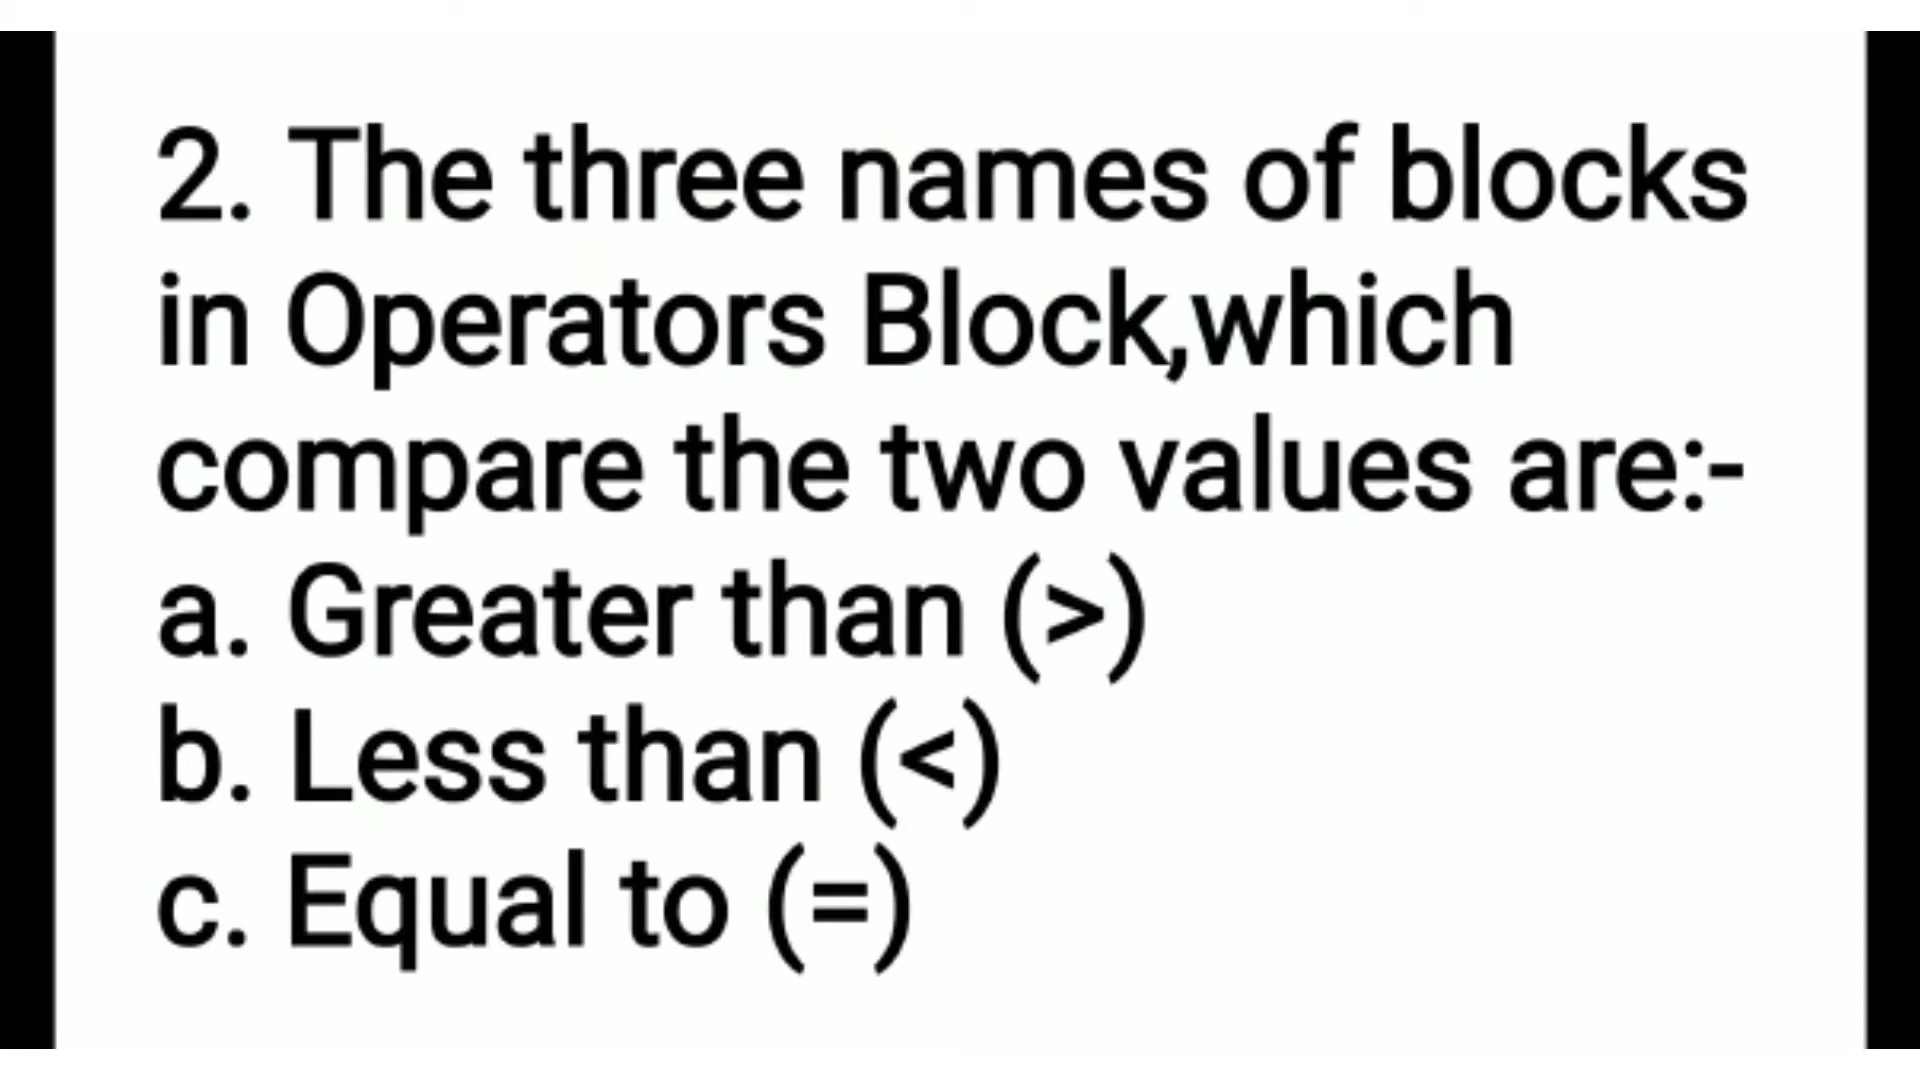 2. The three names of blocks
in Operators Block,which
compare the two values are:-
a. Greater than (>)
b. Less than (<)
c. Equal to (=)